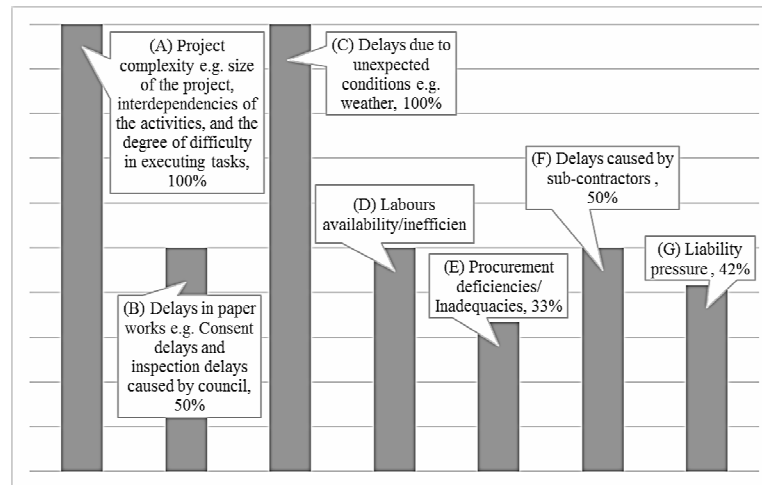 (A) Project
complexity e.g. size
of the project,
interdependencies of
the activities, and the
degree of difficulty
in executing tasks,
100%
(B) Delays in paper
works e.g. Consent
delays and
inspection delays
caused by council,
50%
(C) Delays due to
unexpected
conditions e.g.
weather, 100%
(D) Labours
availability/inefficien
(E) Procurement
deficiencies/
Inadequacies, 33%
(F) Delays caused by
sub-contractors ,
50%
(G) Liability
pressure , 42%